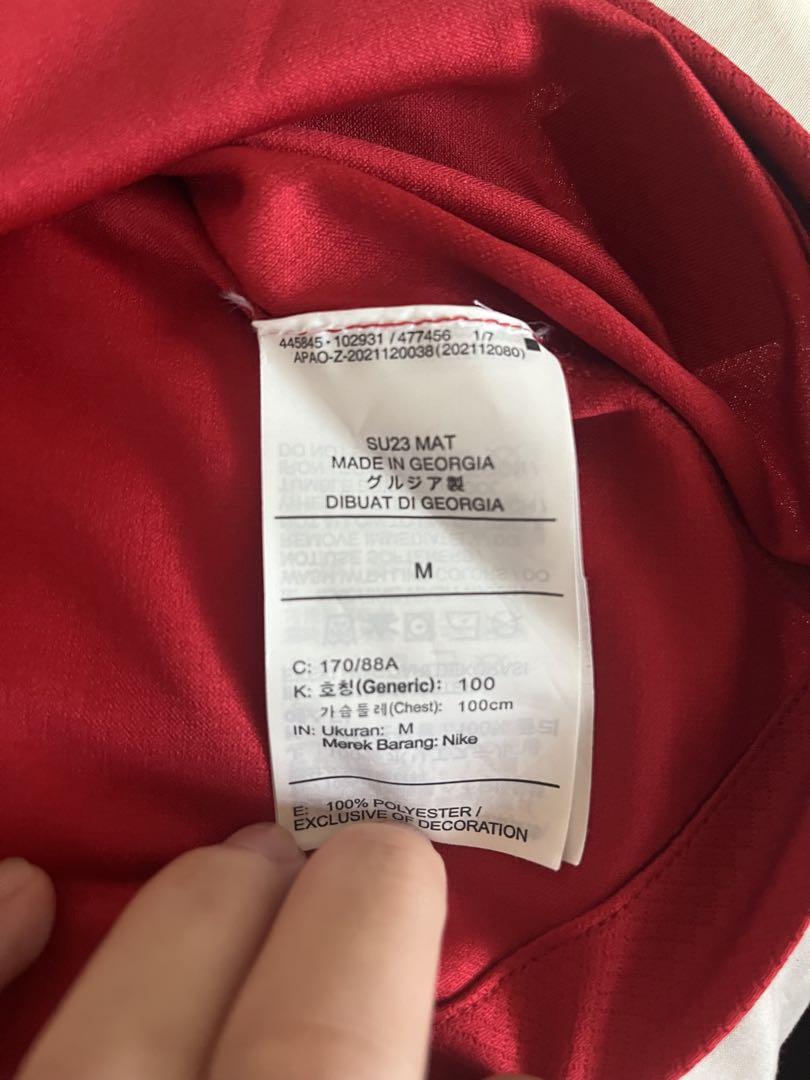 445845 • 102931 / 477456 1/7
APAO-Z-2021120038(202112080)
SU23 MAT
MADE IN GEORGIA
グルジア製
DIBUAT DI GEORGIA
M
C: 170/88A
K: 호칭(Generic): 100
가슴둘레(Chest): 100cm
IN: Ukuran: M
Merek Barang: Nike
E: 100% POLYESTER /
EXCLUSIVE OF DECORATION